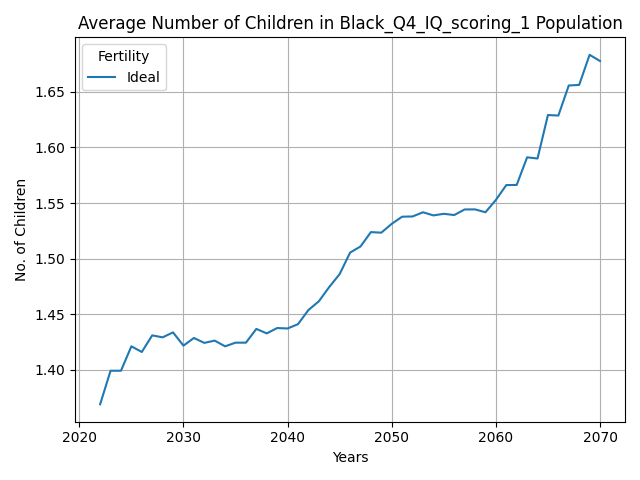 Average Number of Children in Black_Q4_IQ_scoring_1 Population
Fertility
Ideal
No. of Children
1.65
1.60
1.55
1.50
1.45
1.40
2020 2030 2040 2050 2060 2070
Years